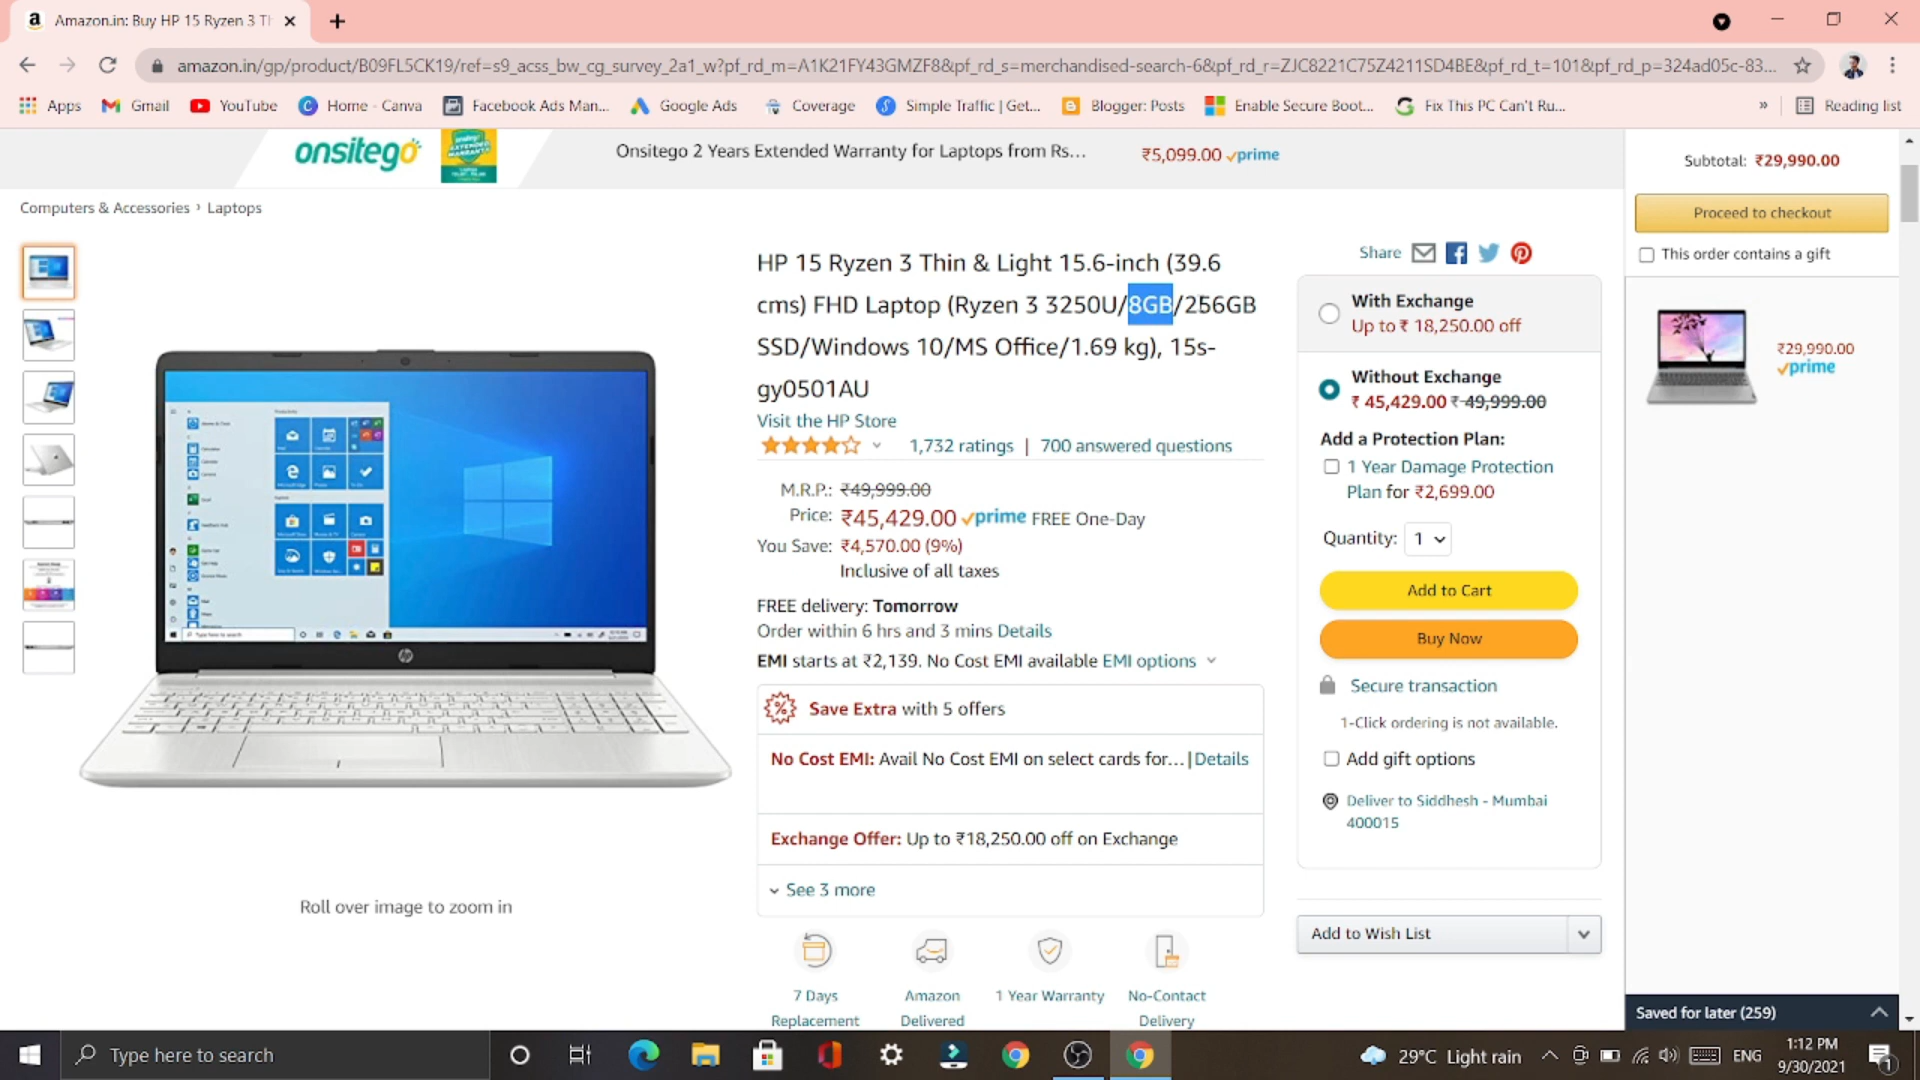 Amazon.in: Buy HP 15 Ryzen 3 Th
amazon.in/gp/product/B09FL5CK19/ref=s9_acss_bw_cg_survey_2a1_w?pf_rd_m=A1K21FY43GMZF8&pf_rd_s=merchandised-search-6&pf_rd_r=ZJC8221C75Z4211SD4BE&pf_rd_t=101&pf_rd_p=324ad05c-83...
Apps Gmail YouTube Home - Canva Facebook Ads Man... Google Ads Coverage Simple Traffic | Get... Blogger: Posts Enable Secure Boot... Fix This PC Can't Ru... » Reading list
onsitego
Onsitego 2 Years Extended Warranty for Laptops from Rs...
₹5,099.00 prime
Computers & Accessories › Laptops
HP 15 Ryzen 3 Thin & Light 15.6-inch (39.6
cms) FHD Laptop (Ryzen 3 3250U/8GB/256GB
SSD/Windows 10/MS Office/1.69 kg), 15s-
gy0501AU
Visit the HP Store
1,732 ratings | 700 answered questions
M.R.P.: ₹49,999.00
Price: ₹45,429.00 prime FREE One-Day
You Save: ₹4,570.00 (9%)
Inclusive of all taxes
FREE delivery: Tomorrow
Order within 6 hrs and 3 mins Details
EMI starts at ₹2,139. No Cost EMI available EMI options
Save Extra with 5 offers
No Cost EMI: Avail No Cost EMI on select cards for... | Details
Exchange Offer: Up to ₹18,250.00 off on Exchange
See 3 more
7 Days
Replacement
Amazon
Delivered
1 Year Warranty
No-Contact
Delivery
hp
Roll over image to zoom in
Share
With Exchange
Up to ₹ 18,250.00 off
Without Exchange
₹ 45,429.00 ₹ 49,999.00
Add a Protection Plan:
1 Year Damage Protection
Plan for ₹2,699.00
Quantity: 1
Add to Cart
Buy Now
Secure transaction
1-Click ordering is not available.
Add gift options
Deliver to Siddhesh - Mumbai
400015
Add to Wish List
Subtotal: ₹29,990.00
Proceed to checkout
This order contains a gift
₹29,990.00
prime
Saved for later (259)
Type here to search
29°C Light rain
ENG
1:12 PM
9/30/2021
1